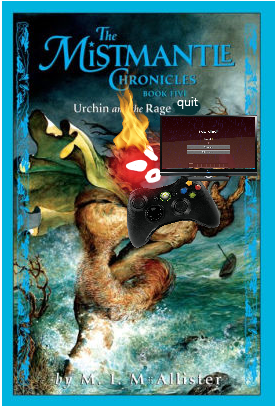 The
MISTMANTLE
CHRONICLES
BOOK FIVE
Urchin and the Rage
quit
by M. I. McAllister